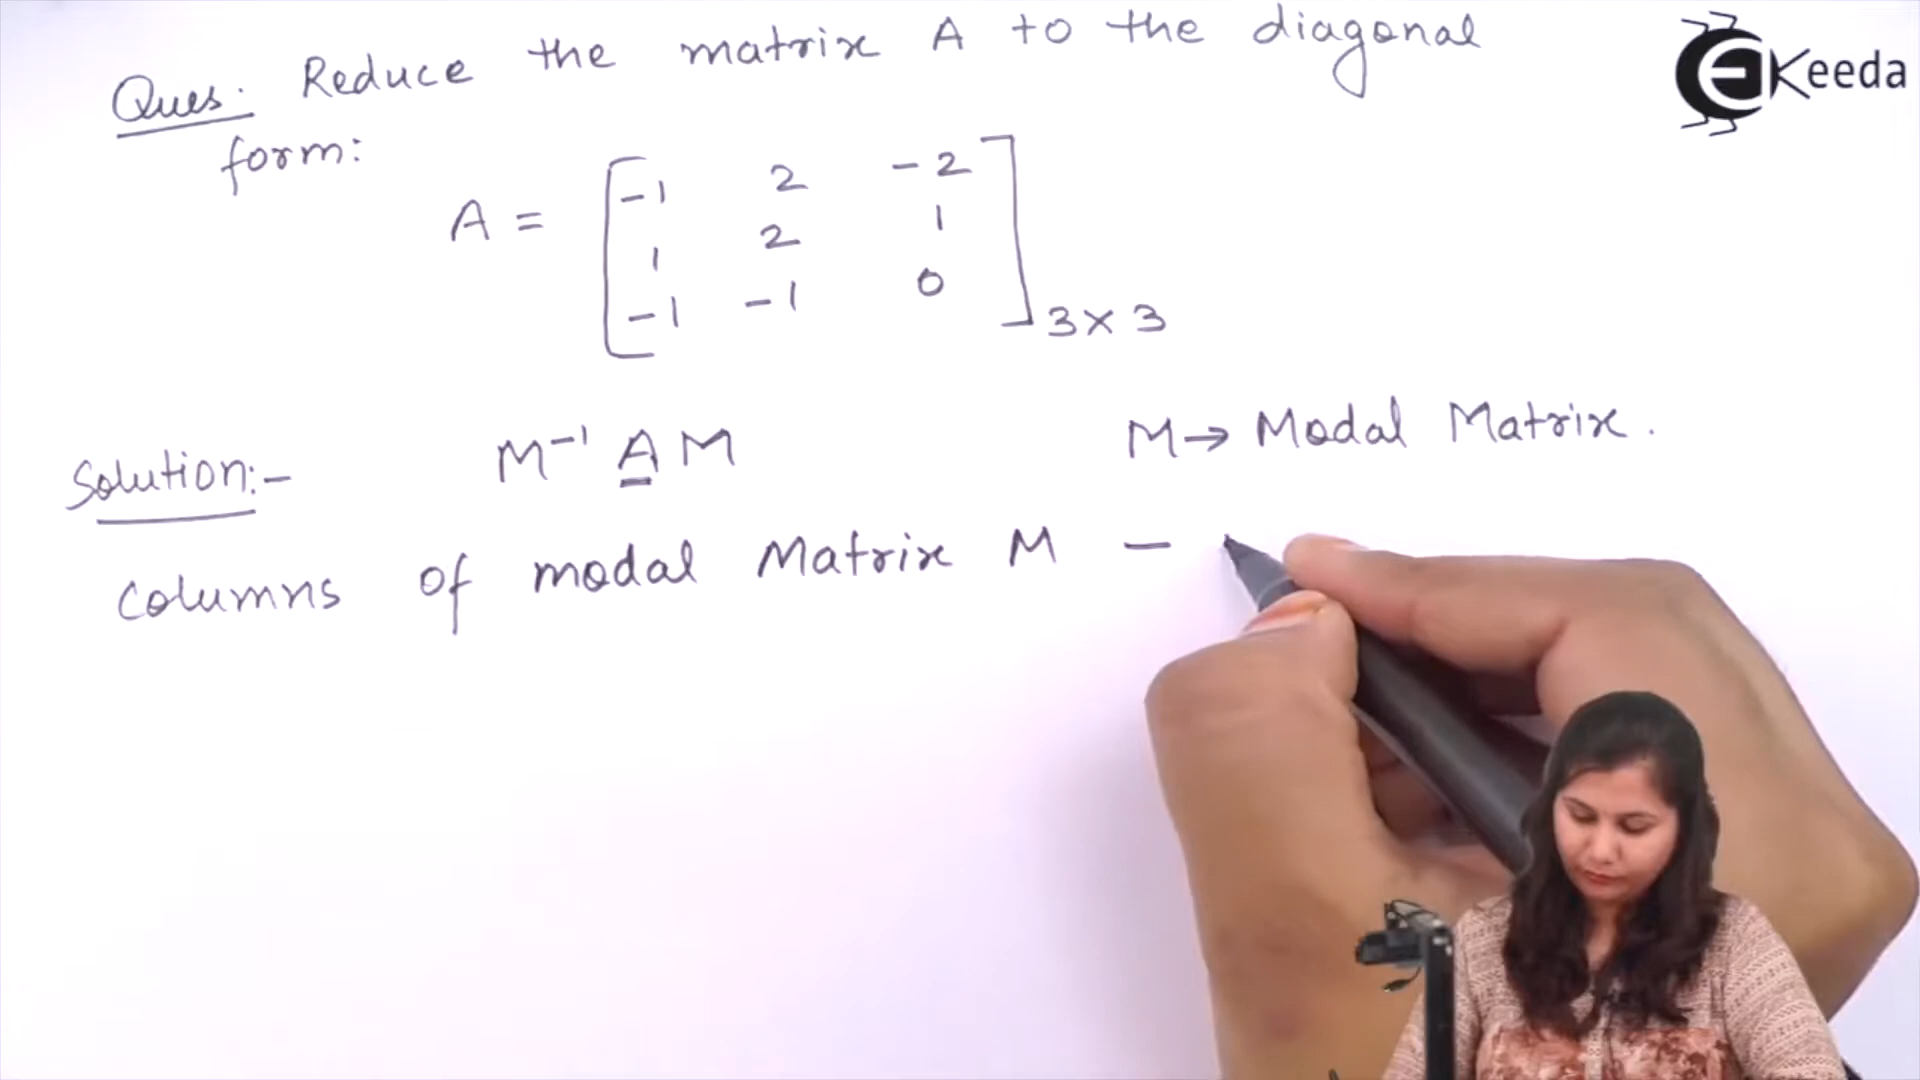 Ques. Reduce the matrix A to the diagonal
form:
A = [ -1 2 -2
1 2 1
-1 -1 0 ] 3×3
Solution:- M⁻¹ A M M→ Modal Matrix.
columns of modal Matrix M –
EKeeda